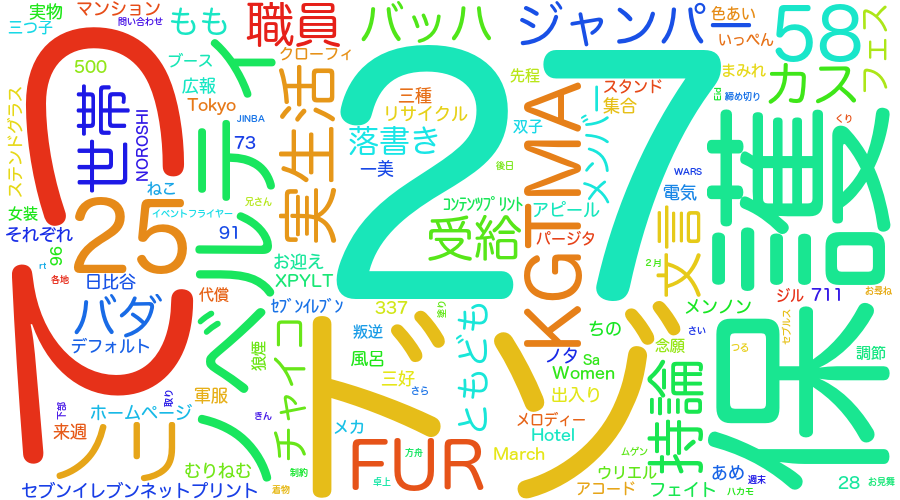 実物
マンション
問い合わせ
三つ子
もも
職員
バッハ
ジャンパー
色あい
いっぺん
58
フェス
クローフィ
500
ブース
広報
Tokyo
JINBA
先程
三種
リサイクル
スタンド
集合
まみれ
カス
締め切り
ステンドグラス
世帯
NOROSHI
ティ
73
実生活
落書き
双子
メンバー
一美
後日
WARS
電気
くり
護
ねこ
兄さん
女装
25
イベントフライヤー
それぞれ
96
91
ベル
27
コンテンツプリント
アピール
受給
KGTMA
パージタ
文言
お迎え
XPYLT
2月
rt
各地
日比谷
代償
ジル
711
お尋ね
バダ
セブンイレブン
337
塗り
メンノン
保
デフォルト
叛逆
ちの
さい
セブルス
狼煙
チャイコ
風呂
ともども
ノタ
Sa
念願
つる
調節
軍服
三好
さら
Women
出入り
持論
下部
取り
ホームページ
きん
メカ
メロディー
Hotel
来週
ノリ
FUR
方舟
March
ムゲン
むりねむ
制約
卓上
ウリエル
あめ
週末
28
お見舞
セブンイレブンネットプリント
酒物
アコード
フェイト
ハカモ